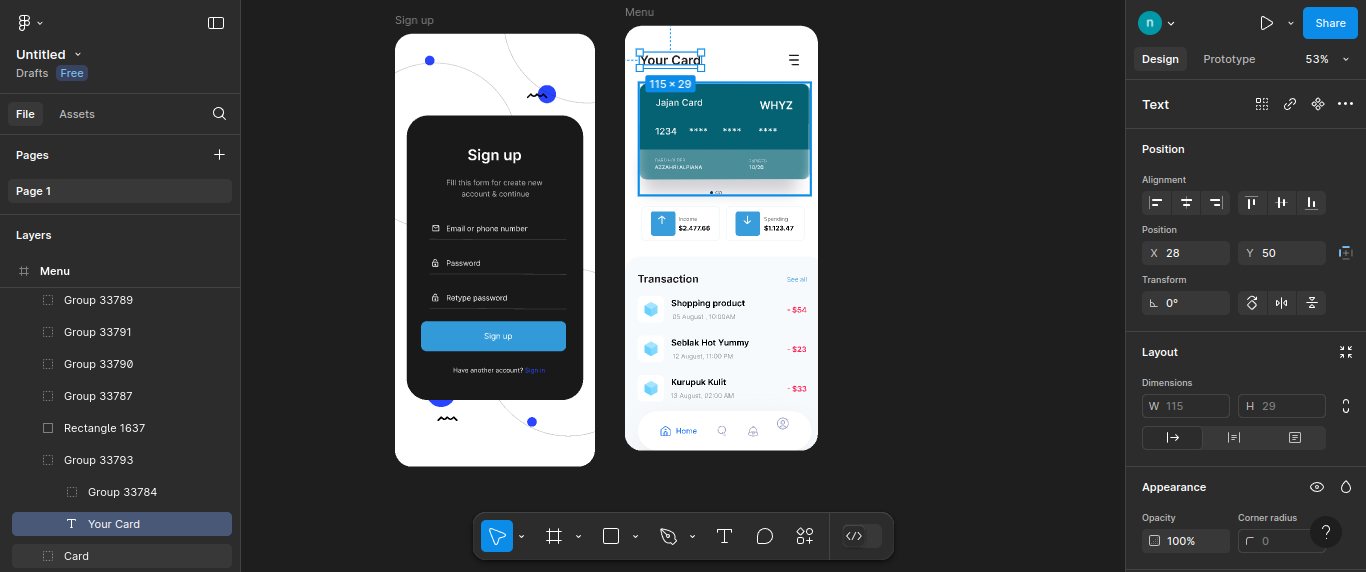 Untitled
Drafts Free
File Assets
Pages
Page 1
Layers
Menu
Group 33789
Group 33791
Group 33790
Group 33787
Rectangle 1637
Group 33793
Group 33784
Your Card
Card
Sign up
Sign up
Fill this form for create new
account & continue
Email or phone number
Password
Retype password
Sign up
Have another account? Sign in
Menu
Your Card
115 × 29
Jajan Card
WHYZ
1234 **** **** ****
AZZAHRI ALPIANA
10/36
Income
$2.477.66
Spending
$1.123.47
Transaction See all
Shopping product
05 August , 10:00AM
- $54
Seblak Hot Yummy
12 August, 11:00 PM
- $23
Kurupuk Kulit
13 August, 02:00 AM
- $33
Home
n
Share
Design Prototype 53%
Text
Position
Alignment
Position
X 28 Y 50
Transform
0°
Layout
Dimensions
W 115 H 29
Appearance
Opacity Corner radius
100% 0
?